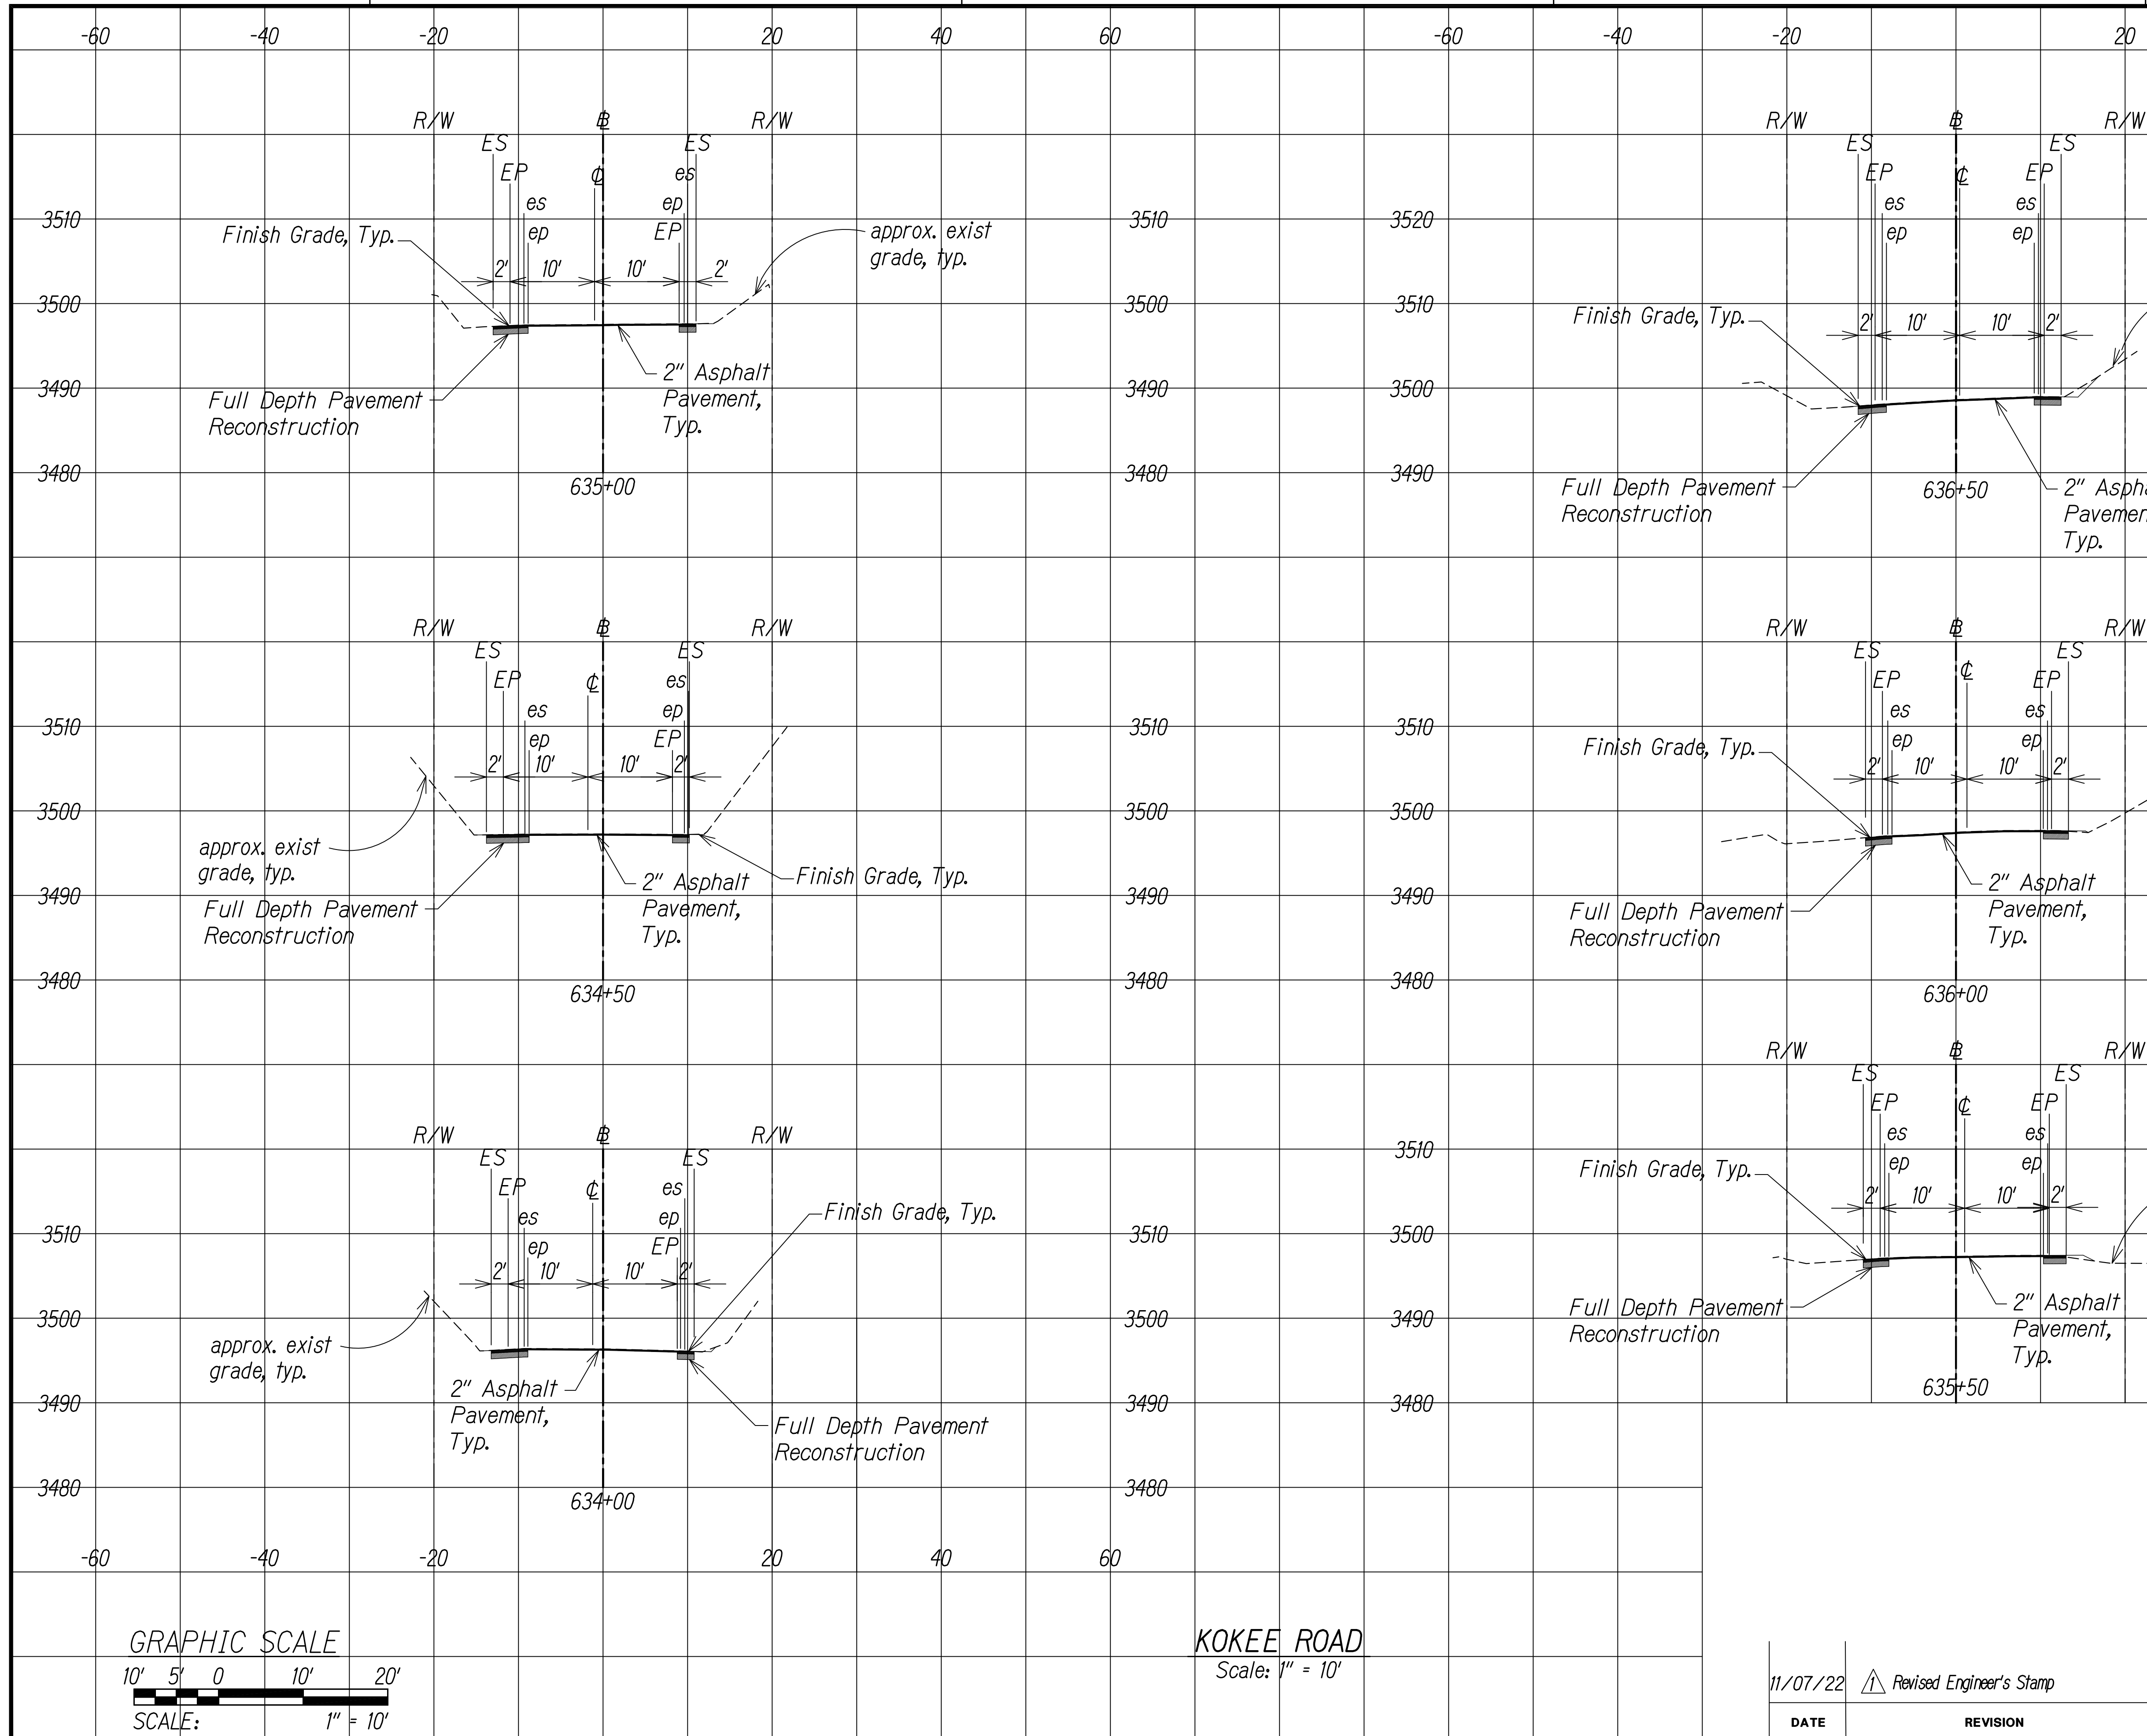 -60 -40 -20 20 40 60 -60 -40 -20 20
R/W ℄ R/W
ES ES
EP ℄ es
es ep
ep EP
3510 3510
Finish Grade, Typ.
approx. exist
grade, typ.
2' 10' 10' 2'
3500 3500
2" Asphalt
Pavement,
Typ.
3490 3490
Full Depth Pavement
Reconstruction
3480 3480
635+00
R/W R/W
ES ES
EP ℄ EP
es es
ep ep
3520
3510
Finish Grade, Typ.
2' 10' 10' 2'
3500
3490
Full Depth Pavement
Reconstruction
636+50
2"
Typ.
R/W R/W
ES ES
EP ℄ es
es ep
ep EP
3510 3510
2' 10' 10' 2'
3500 3500
approx. exist
grade, typ.
2" Asphalt
Pavement,
Typ.
Finish Grade, Typ.
3490 3490
Full Depth Pavement
Reconstruction
3480 3480
634+50
R/W R/W
ES ES
EP ℄ EP
es es
ep ep
3510
Finish Grade, Typ.
2' 10' 10' 2'
3500
2" Asphalt
Pavement,
Typ.
3490
Full Depth Pavement
Reconstruction
3480
636+00
R/W R/W
ES ES
EP ℄ es
es ep
ep EP
Finish Grade, Typ.
3510 3510
2' 10' 10' 2'
3500 3500
approx. exist
grade, typ.
2" Asphalt
Pavement,
Typ.
3490 3490
Full Depth Pavement
Reconstruction
3480 3480
634+00
R/W R/W
ES ES
EP ℄ EP
es es
ep ep
3510
Finish Grade, Typ.
2' 10' 10' 2'
3500
3490
Full Depth Pavement
Reconstruction
2" Asphalt
Pavement,
Typ.
3480
635+50
-60 -40 -20 20 40 60
GRAPHIC SCALE
10' 5' 0 10' 20'
SCALE: 1" = 10'
KOKEE ROAD
Scale: 1" = 10'
11/07/22 1 Revised Engineer's Stamp
DATE REVISION